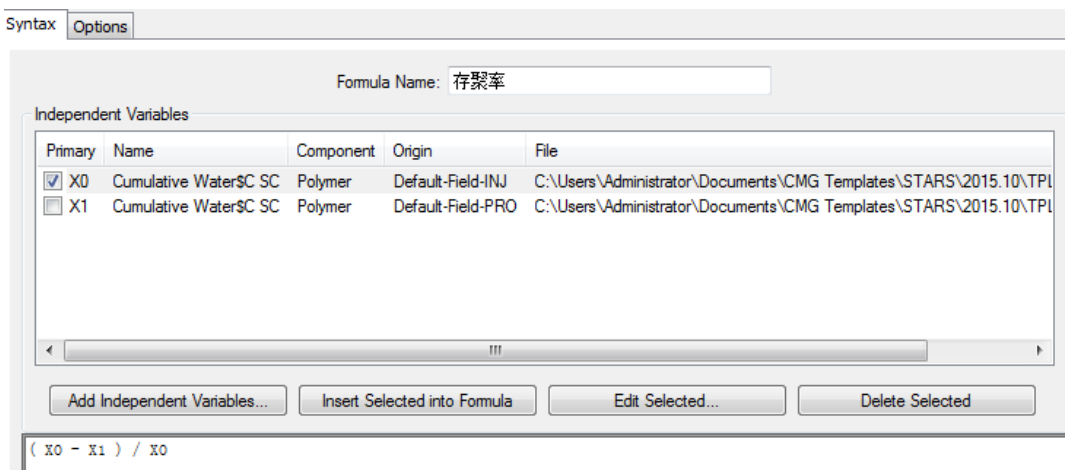 Syntax Options
Formula Name: 存聚率
Independent Variables
Primary Name Component Origin File
X0 Cumulative Water$C SC Polymer Default-Field-INJ C:\Users\Administrator\Documents\CMG Templates\STARS\2015.10\TPL
X1 Cumulative Water$C SC Polymer Default-Field-PRO C:\Users\Administrator\Documents\CMG Templates\STARS\2015.10\TPL
Add Independent Variables... Insert Selected into Formula Edit Selected... Delete Selected
( X0 - X1 ) / X0